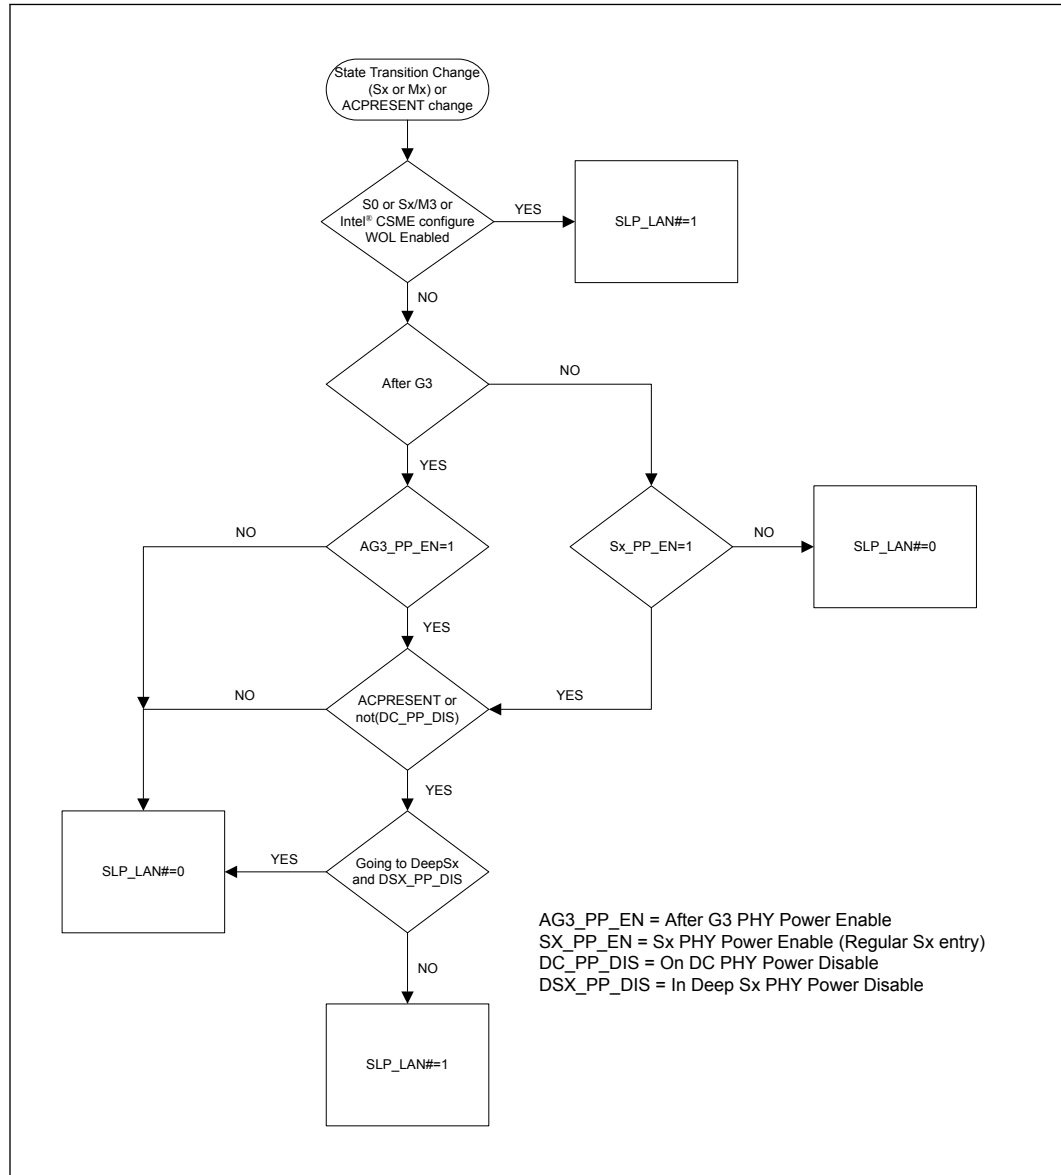 State Transition Change
(Sx or Mx) or
ACPRESENT change
S0 or Sx/M3 or
Intel® CSME configure
WOL Enabled
YES
SLP_LAN#=1
NO
After G3
NO
YES
AG3_PP_EN=1
NO
Sx_PP_EN=1
NO
SLP_LAN#=0
YES
ACPRESENT or
not(DC_PP_DIS)
NO
YES
YES
Going to DeepSx
and DSX_PP_DIS
YES
SLP_LAN#=0
NO
SLP_LAN#=1
AG3_PP_EN = After G3 PHY Power Enable
SX_PP_EN = Sx PHY Power Enable (Regular Sx entry)
DC_PP_DIS = On DC PHY Power Disable
DSX_PP_DIS = In Deep Sx PHY Power Disable